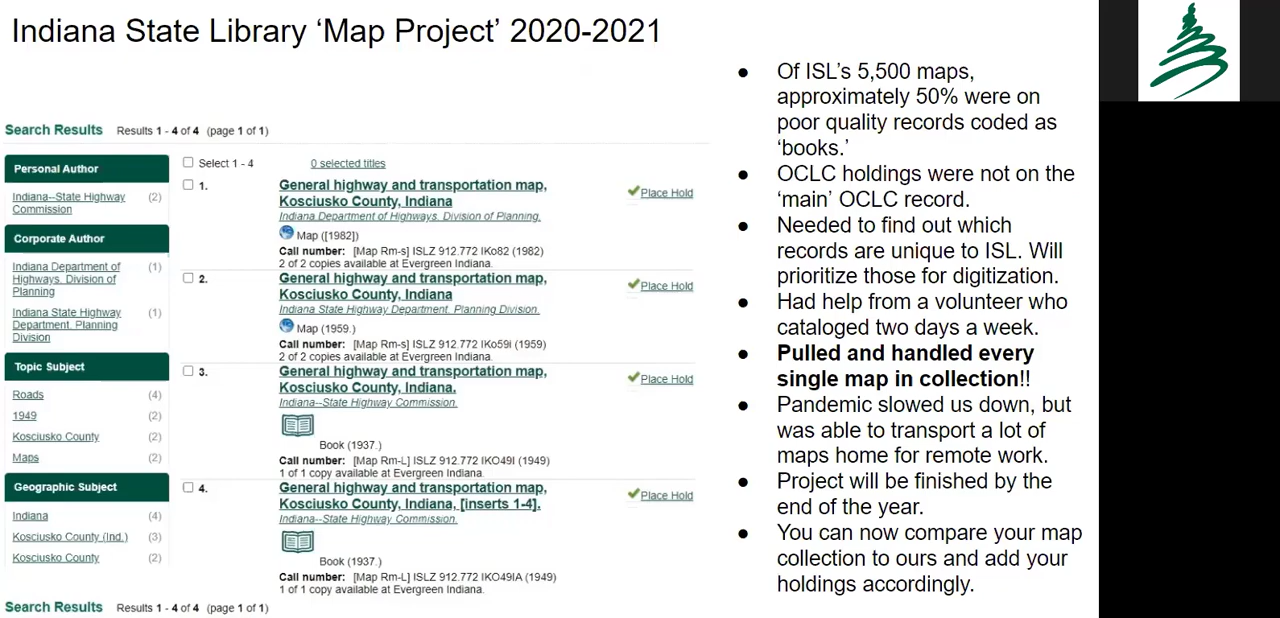 Indiana State Library ‘Map Project’ 2020-2021
Search Results Results 1 - 4 of 4 (page 1 of 1)
Personal Author
Indiana--State Highway (2)
Commission
Corporate Author
Indiana Department of (1)
Highways. Division of
Planning
Indiana State Highway (1)
Department. Planning
Division
Topic Subject
Roads (4)
1949 (2)
Kosciusko County (2)
Maps (2)
Geographic Subject
Indiana (4)
Kosciusko County (Ind.) (3)
Kosciusko County (2)
Select 1 - 4 0 selected titles
1. General highway and transportation map, Place Hold
Kosciusko County, Indiana
Indiana Department of Highways. Division of Planning.
Map ([1982])
Call number: [Map Rm-s] ISLZ 912.772 IKo82 (1982)
2 of 2 copies available at Evergreen Indiana.
2. General highway and transportation map, Place Hold
Kosciusko County, Indiana
Indiana State Highway Department. Planning Division.
Map (1959.)
Call number: [Map Rm-s] ISLZ 912.772 IKo59i (1959)
2 of 2 copies available at Evergreen Indiana.
3. General highway and transportation map, Place Hold
Kosciusko County, Indiana.
Indiana--State Highway Commission.
Book (1937.)
Call number: [Map Rm-L] ISLZ 912.772 IKO49I (1949)
1 of 1 copy available at Evergreen Indiana.
4. General highway and transportation map, Place Hold
Kosciusko County, Indiana, [inserts 1-4].
Indiana--State Highway Commission.
Book (1937.)
Call number: [Map Rm-L] ISLZ 912.772 IKO49IA (1949)
1 of 1 copy available at Evergreen Indiana.
Search Results Results 1 - 4 of 4 (page 1 of 1)
● Of ISL’s 5,500 maps,
approximately 50% were on
poor quality records coded as
‘books.’
● OCLC holdings were not on the
‘main’ OCLC record.
● Needed to find out which
records are unique to ISL. Will
prioritize those for digitization.
● Had help from a volunteer who
cataloged two days a week.
● Pulled and handled every
single map in collection!!
● Pandemic slowed us down, but
was able to transport a lot of
maps home for remote work.
● Project will be finished by the
end of the year.
● You can now compare your map
collection to ours and add your
holdings accordingly.